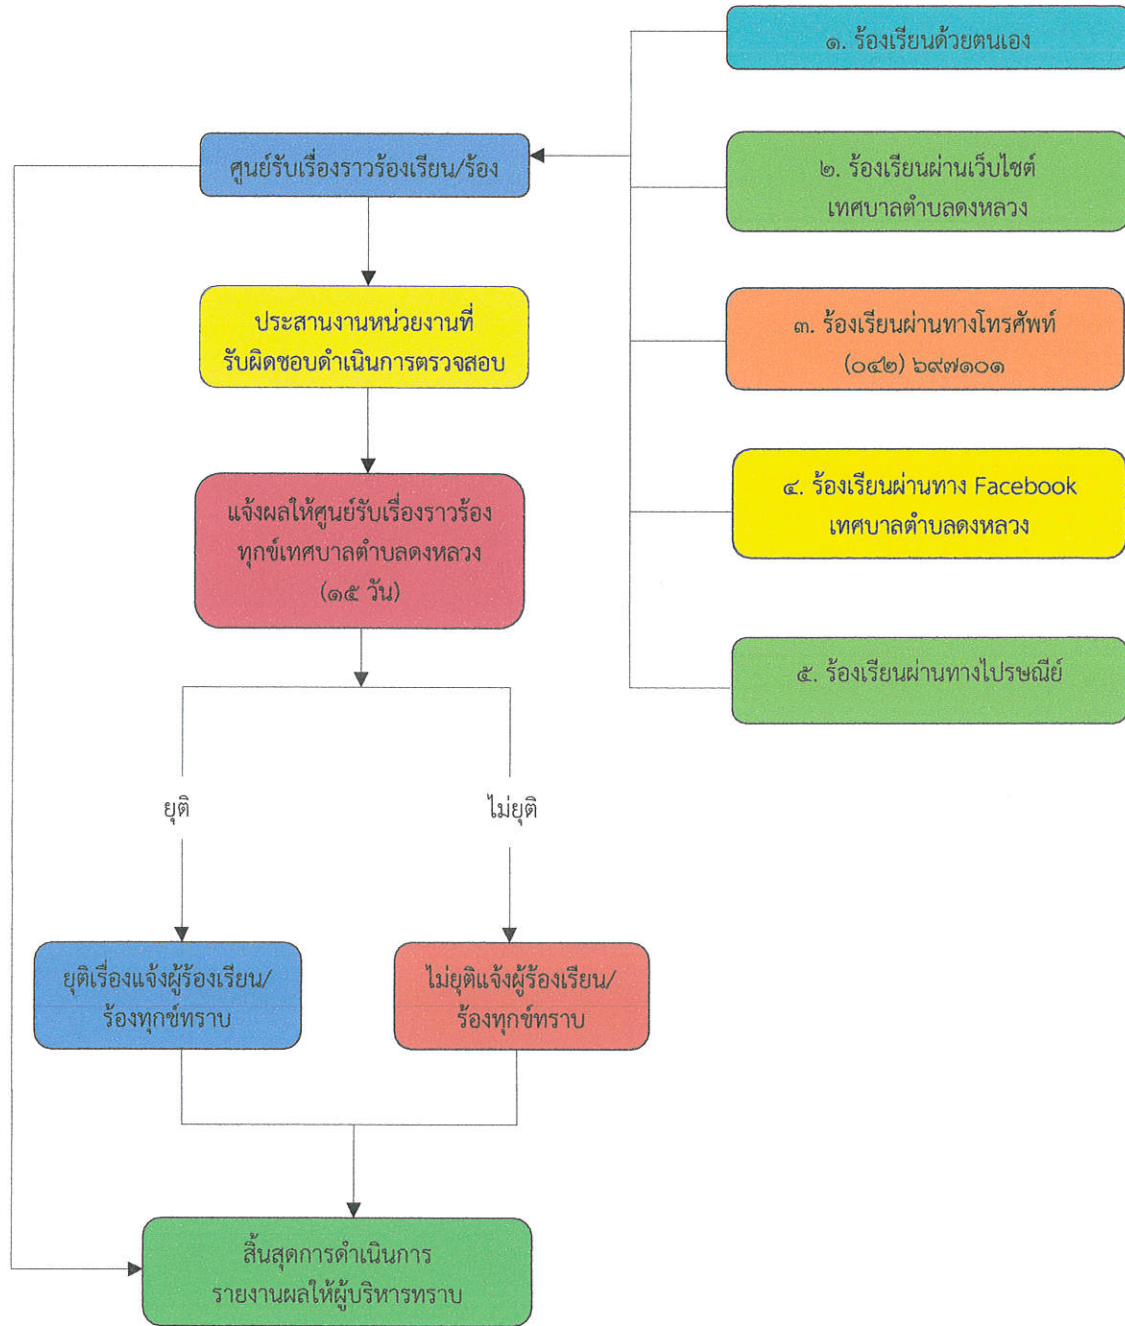 ๑. ร้องเรียนด้วยตนเอง
ศูนย์รับเรื่องราวร้องเรียน/ร้อง
๒. ร้องเรียนผ่านเว็บไซต์
เทศบาลตำบลดงหลวง
ประสานงานหน่วยงานที่
รับผิดชอบดำเนินการตรวจสอบ
๓. ร้องเรียนผ่านทางโทรศัพท์
(๐๔๒) ๖๙๗๑๐๑
แจ้งผลให้ศูนย์รับเรื่องราวร้อง
ทุกข์เทศบาลตำบลดงหลวง
(๑๕ วัน)
๔. ร้องเรียนผ่านทาง Facebook
เทศบาลตำบลดงหลวง
๕. ร้องเรียนผ่านทางไปรษณีย์
ยุติ
ไม่ยุติ
ยุติเรื่องแจ้งผู้ร้องเรียน/
ร้องทุกข์ทราบ
ไม่ยุติแจ้งผู้ร้องเรียน/
ร้องทุกข์ทราบ
สิ้นสุดการดำเนินการ
รายงานผลให้ผู้บริหารทราบ